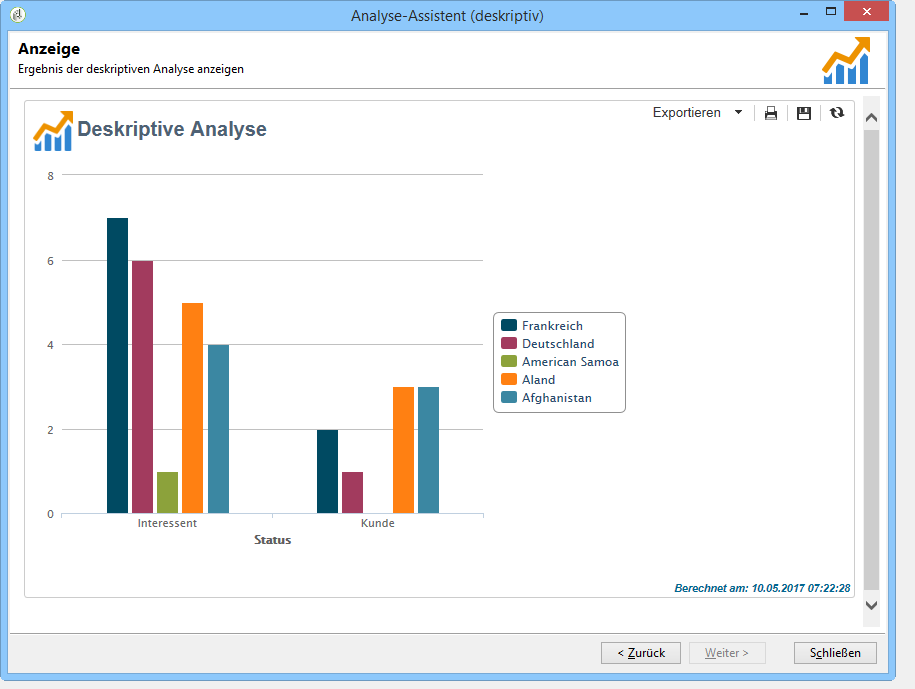 Analyse-Assistent (deskriptiv)
Anzeige
Ergebnis der deskriptiven Analyse anzeigen
Exportieren
Deskriptive Analyse
8
6
4
2
0
Interessent Kunde
Status
Frankreich
Deutschland
American Samoa
Aland
Afghanistan
Berechnet am: 10.05.2017 07:22:28
< Zurück Weiter > Schließen